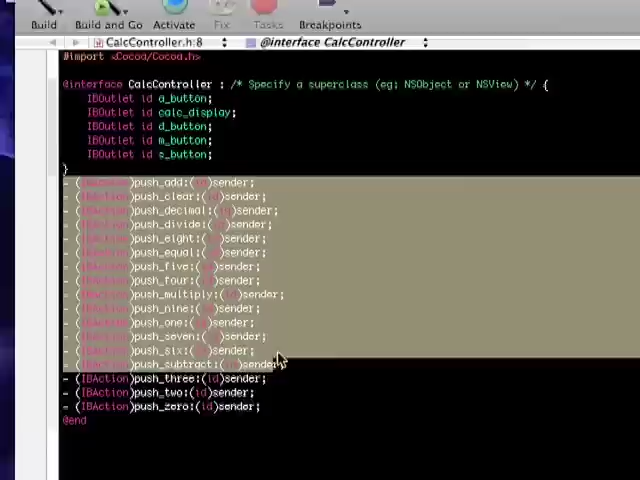 Build
Build and Go
Activate
Fix
Tasks
Breakpoints
CalcController.h:8
@interface CalcController
#import <Cocoa/Cocoa.h>
@interface CalcController : /* Specify a superclass (eg: NSObject or NSView) */ {
IBOutlet id a_button;
IBOutlet id calc_display;
IBOutlet id d_button;
IBOutlet id m_button;
IBOutlet id s_button;
}
- (IBAction)push_add:(id)sender;
- (IBAction)push_clear:(id)sender;
- (IBAction)push_decimal:(id)sender;
- (IBAction)push_divide:(id)sender;
- (IBAction)push_eight:(id)sender;
- (IBAction)push_equal:(id)sender;
- (IBAction)push_five:(id)sender;
- (IBAction)push_four:(id)sender;
- (IBAction)push_multiply:(id)sender;
- (IBAction)push_nine:(id)sender;
- (IBAction)push_one:(id)sender;
- (IBAction)push_seven:(id)sender;
- (IBAction)push_six:(id)sender;
- (IBAction)push_subtract:(id)sender
- (IBAction)push_three:(id)sender;
- (IBAction)push_two:(id)sender;
- (IBAction)push_zero:(id)sender;
@end